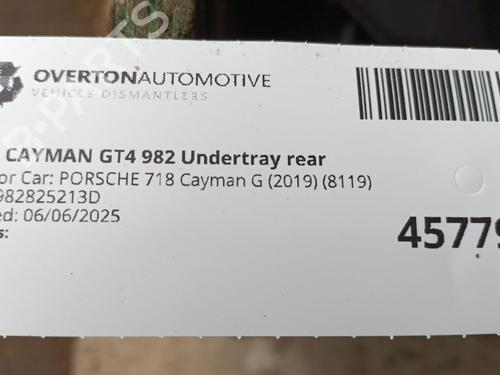 OVERTONAUTOMOTIVE
VEHICLE DISMANTLERS
CAYMAN GT4 982 Undertray rear
or Car: PORSCHE 718 Cayman G (2019) (8119)
982825213D
ed: 06/06/2025
s:
45779